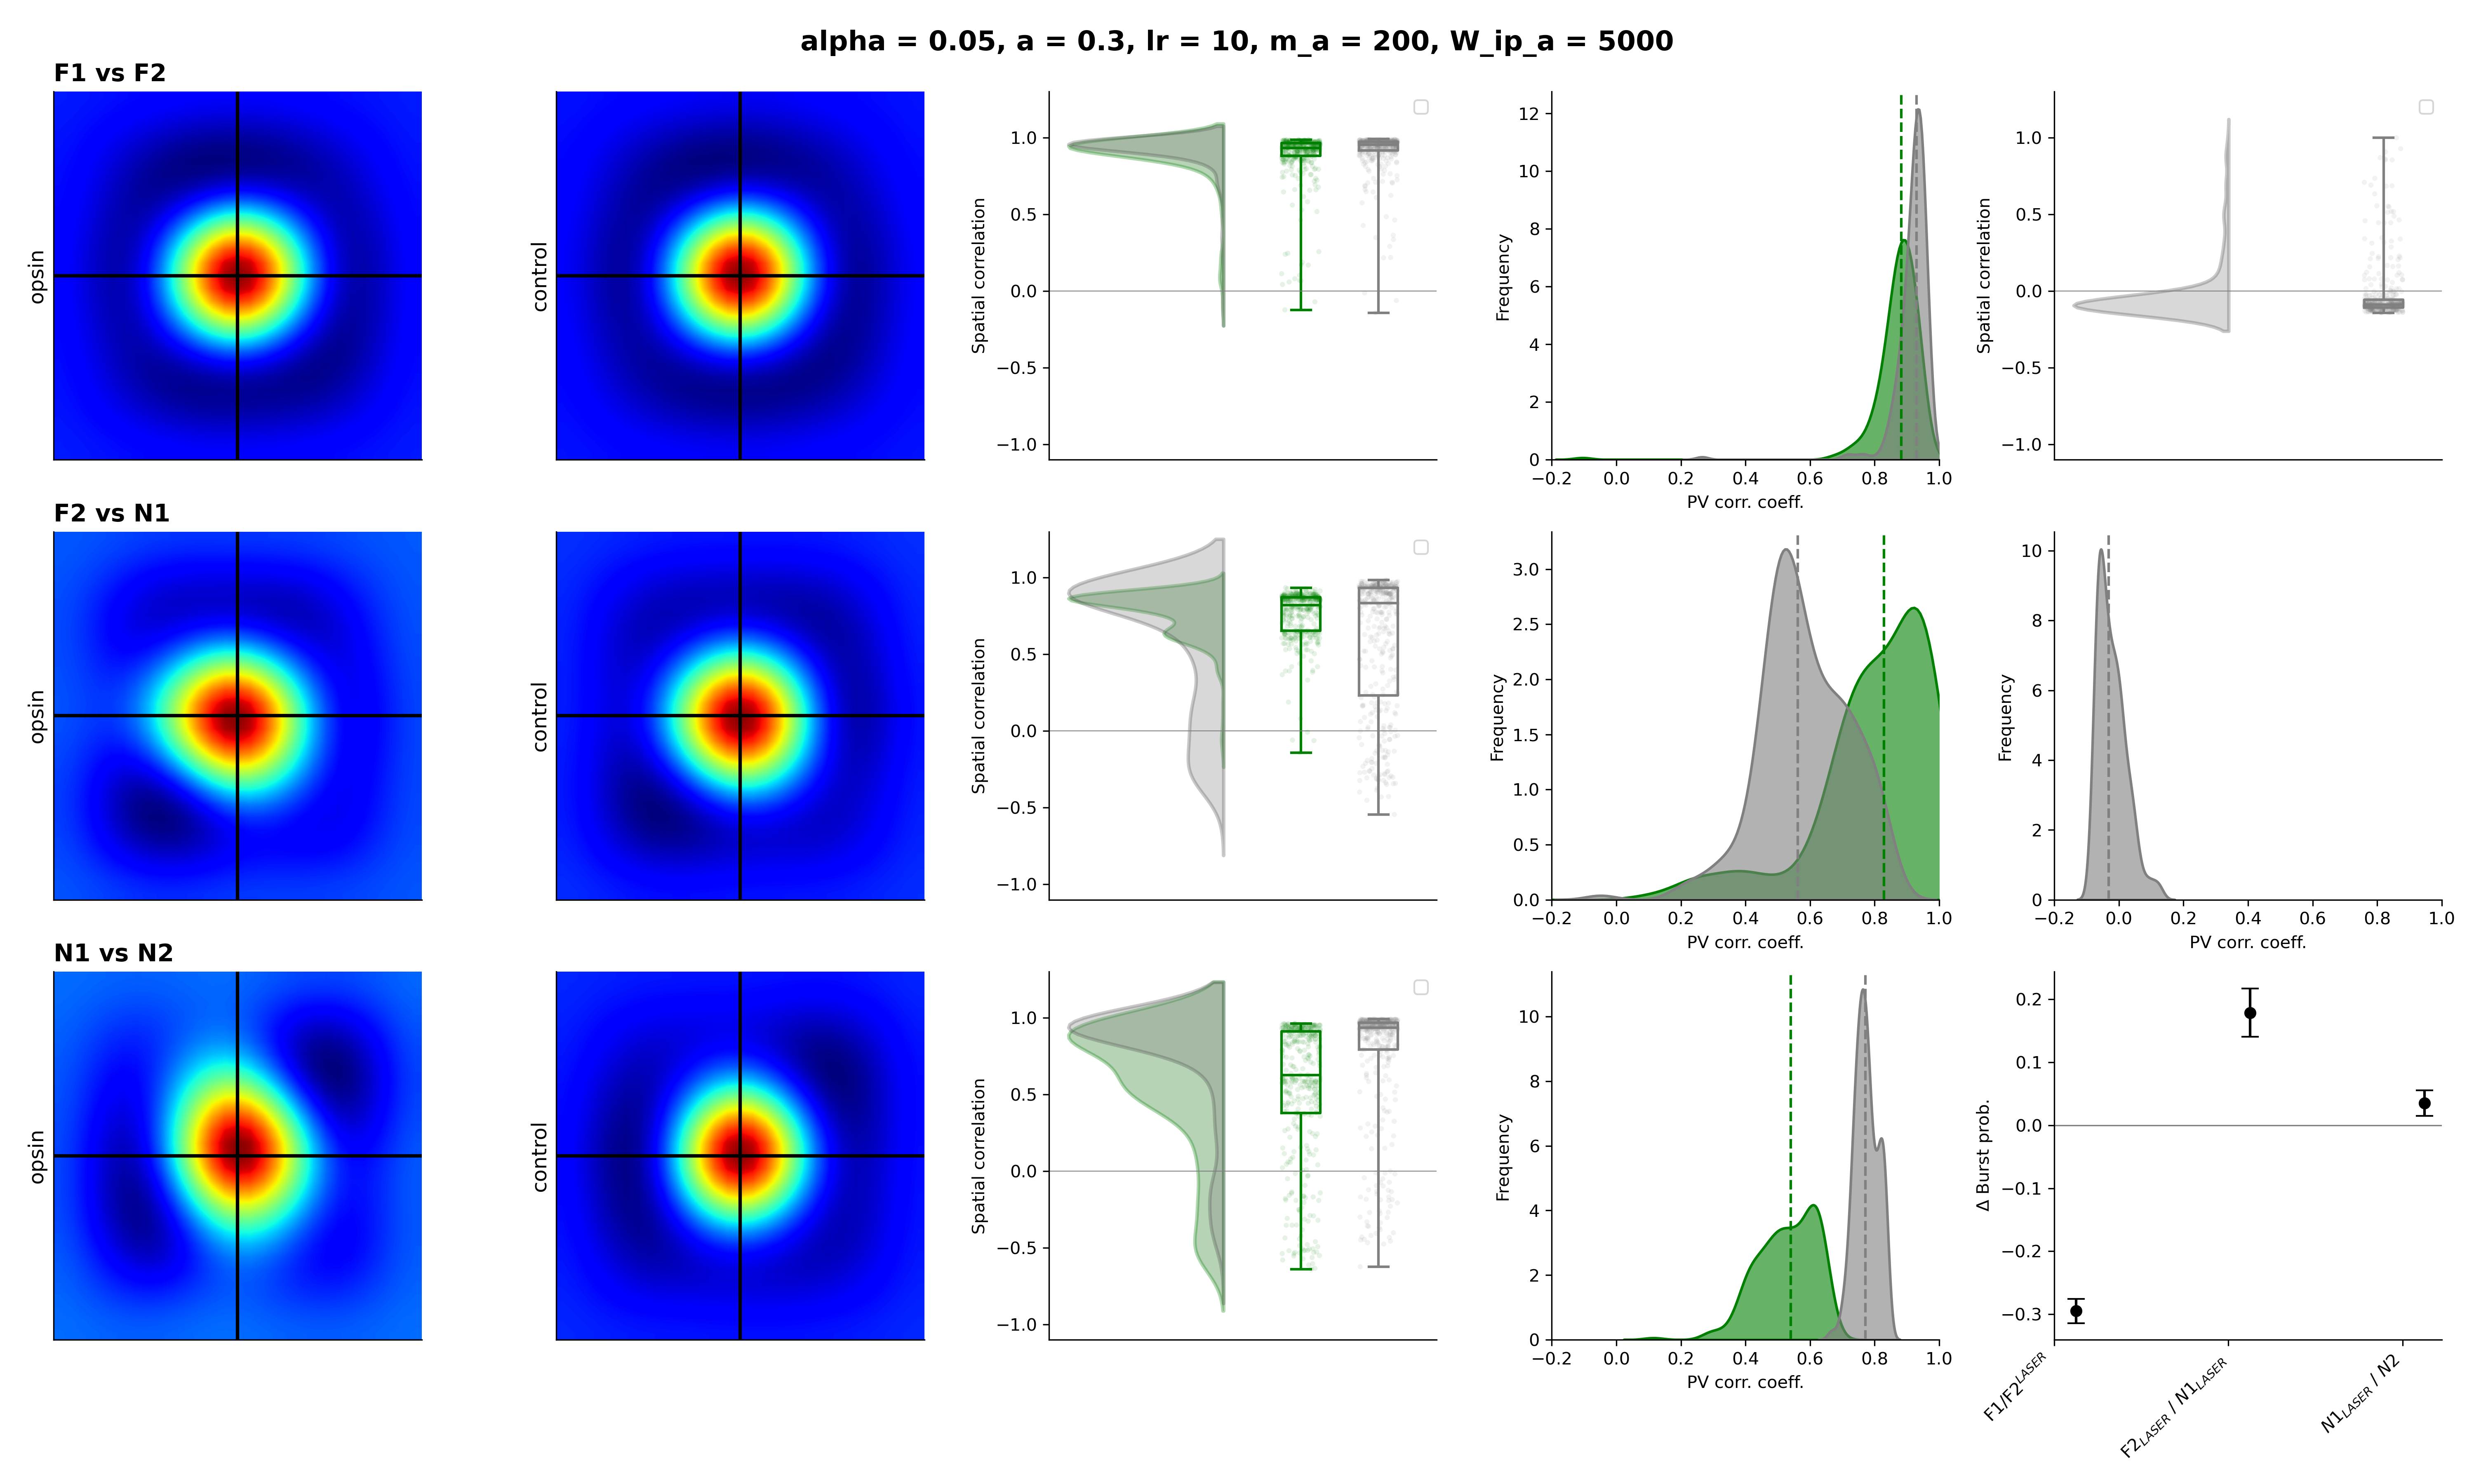 alpha = 0.05, a = 0.3, lr = 10, m_a = 200, W_ip_a = 5000
F1 vs F2
opsin
control
Spatial correlation
1.0
0.5
0.0
−0.5
−1.0
Frequency
12
10
8
6
4
2
0
−0.2 0.0 0.2 0.4 0.6 0.8 1.0
PV corr. coeff.
Spatial correlation
1.0
0.5
0.0
−0.5
−1.0
F2 vs N1
opsin
control
Spatial correlation
1.0
0.5
0.0
−0.5
−1.0
Frequency
3.0
2.5
2.0
1.5
1.0
0.5
0.0
−0.2 0.0 0.2 0.4 0.6 0.8 1.0
PV corr. coeff.
Frequency
10
8
6
4
2
0
−0.2 0.0 0.2 0.4 0.6 0.8 1.0
PV corr. coeff.
N1 vs N2
opsin
control
Spatial correlation
1.0
0.5
0.0
−0.5
−1.0
Frequency
10
8
6
4
2
0
−0.2 0.0 0.2 0.4 0.6 0.8 1.0
PV corr. coeff.
Δ Burst prob.
0.2
0.1
0.0
−0.1
−0.2
−0.3
F1/F2^LASER
F2_LASER / N1_LASER
N1_LASER / N2